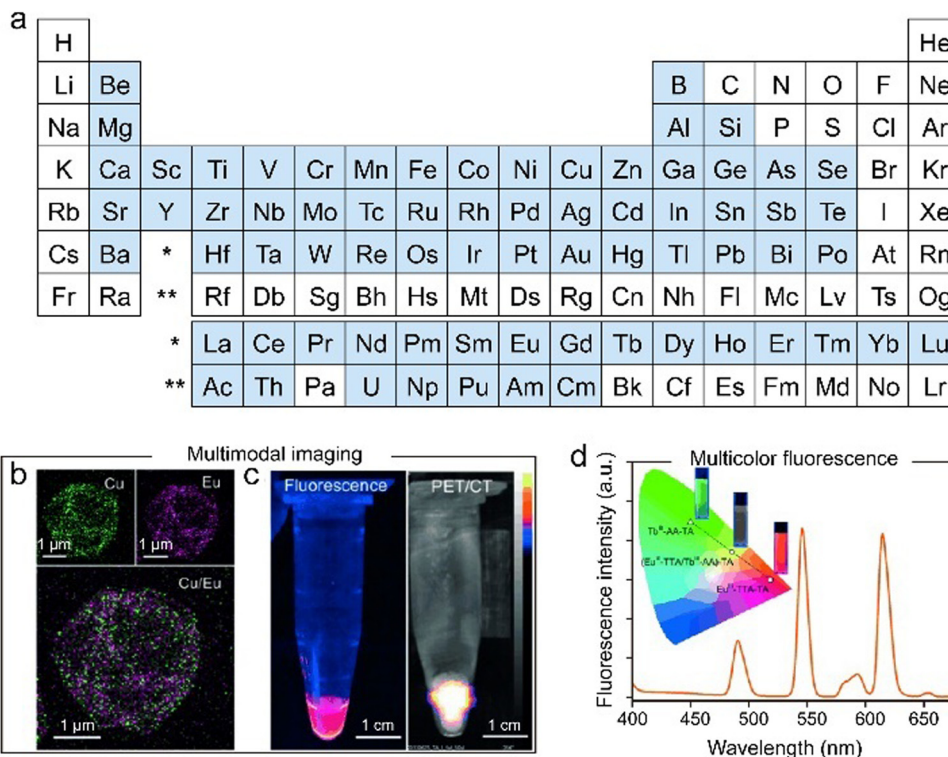 a
H He
Li Be B C N O F Ne
Na Mg Al Si P S Cl Ar
K Ca Sc Ti V Cr Mn Fe Co Ni Cu Zn Ga Ge As Se Br Kr
Rb Sr Y Zr Nb Mo Tc Ru Rh Pd Ag Cd In Sn Sb Te I Xe
Cs Ba * Hf Ta W Re Os Ir Pt Au Hg Tl Pb Bi Po At Rn
Fr Ra ** Rf Db Sg Bh Hs Mt Ds Rg Cn Nh Fl Mc Lv Ts Og
* La Ce Pr Nd Pm Sm Eu Gd Tb Dy Ho Er Tm Yb Lu
** Ac Th Pa U Np Pu Am Cm Bk Cf Es Fm Md No Lr
Multimodal imaging
b
Cu
1 µm
Eu
1 µm
Cu/Eu
1 µm
c
Fluorescence
1 cm
PET/CT
1 cm
d
Multicolor fluorescence
Fluorescence intensity (a.u.)
Tbᴵᴵᴵ-AA-TA
(Euᴵᴵᴵ-TTA/Tbᴵᴵᴵ-AA)-TA
Euᴵᴵᴵ-TTA-TA
400 450 500 550 600 650
Wavelength (nm)